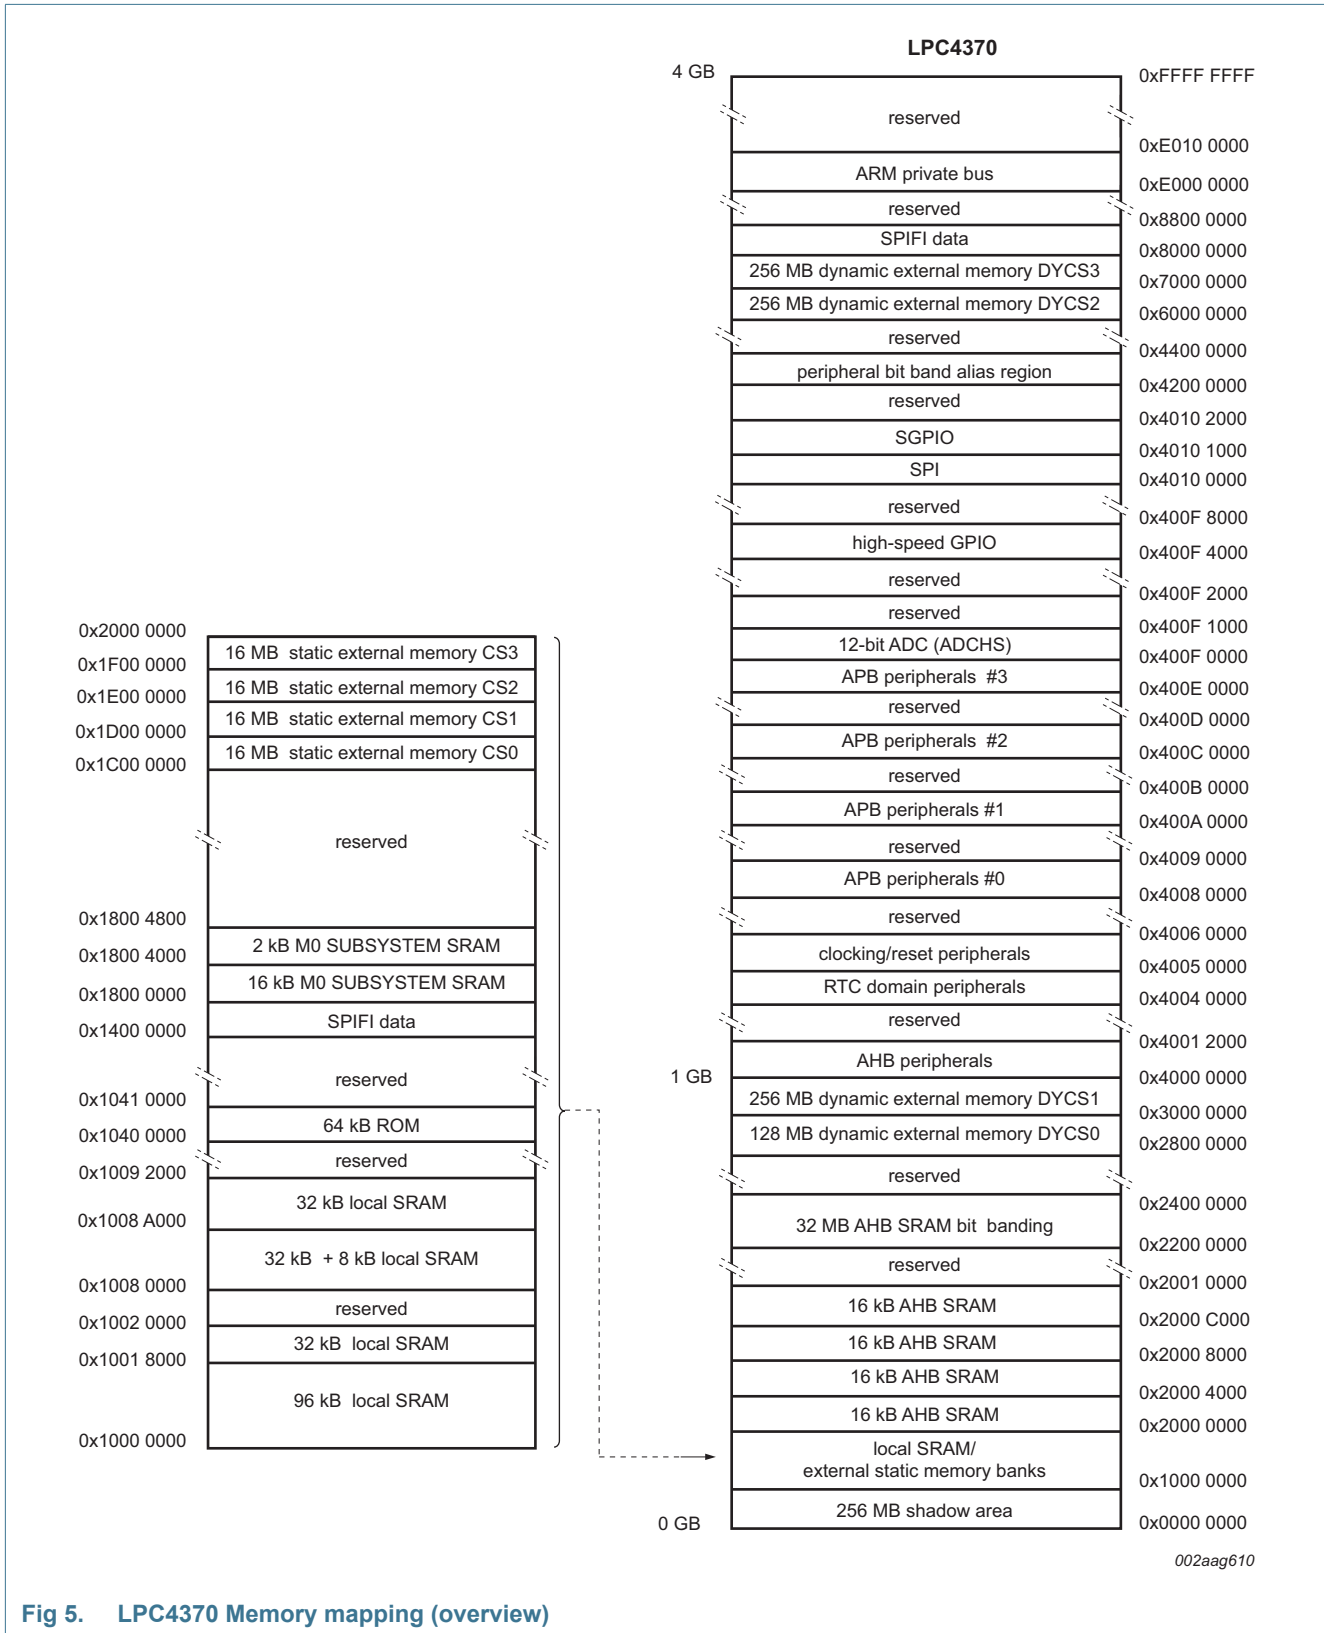 LPC4370
4 GB
0xFFFF FFFF
reserved
0xE010 0000
ARM private bus
0xE000 0000
reserved
0x8800 0000
SPIFI data
0x8000 0000
256 MB dynamic external memory DYCS3
0x7000 0000
256 MB dynamic external memory DYCS2
0x6000 0000
reserved
0x4400 0000
peripheral bit band alias region
0x4200 0000
reserved
0x4010 2000
SGPIO
0x4010 1000
SPI
0x4010 0000
reserved
0x400F 8000
high-speed GPIO
0x400F 4000
reserved
0x400F 2000
reserved
0x400F 1000
12-bit ADC (ADCHS)
0x400F 0000
APB peripherals #3
0x400E 0000
reserved
0x400D 0000
APB peripherals #2
0x400C 0000
reserved
0x400B 0000
APB peripherals #1
0x400A 0000
reserved
0x4009 0000
APB peripherals #0
0x4008 0000
reserved
0x4006 0000
clocking/reset peripherals
0x4005 0000
RTC domain peripherals
0x4004 0000
reserved
0x4001 2000
AHB peripherals
1 GB
0x4000 0000
256 MB dynamic external memory DYCS1
0x3000 0000
128 MB dynamic external memory DYCS0
0x2800 0000
reserved
0x2400 0000
32 MB AHB SRAM bit banding
0x2200 0000
reserved
0x2001 0000
16 kB AHB SRAM
0x2000 C000
16 kB AHB SRAM
0x2000 8000
16 kB AHB SRAM
0x2000 4000
16 kB AHB SRAM
0x2000 0000
local SRAM/
external static memory banks
0x1000 0000
256 MB shadow area
0 GB
0x0000 0000
0x2000 0000
16 MB static external memory CS3
0x1F00 0000
16 MB static external memory CS2
0x1E00 0000
16 MB static external memory CS1
0x1D00 0000
16 MB static external memory CS0
0x1C00 0000
reserved
0x1800 4800
2 kB M0 SUBSYSTEM SRAM
0x1800 4000
16 kB M0 SUBSYSTEM SRAM
0x1800 0000
SPIFI data
0x1400 0000
reserved
0x1041 0000
64 kB ROM
0x1040 0000
reserved
0x1009 2000
32 kB local SRAM
0x1008 A000
32 kB + 8 kB local SRAM
0x1008 0000
reserved
0x1002 0000
32 kB local SRAM
0x1001 8000
96 kB local SRAM
0x1000 0000
002aag610
Fig 5. LPC4370 Memory mapping (overview)